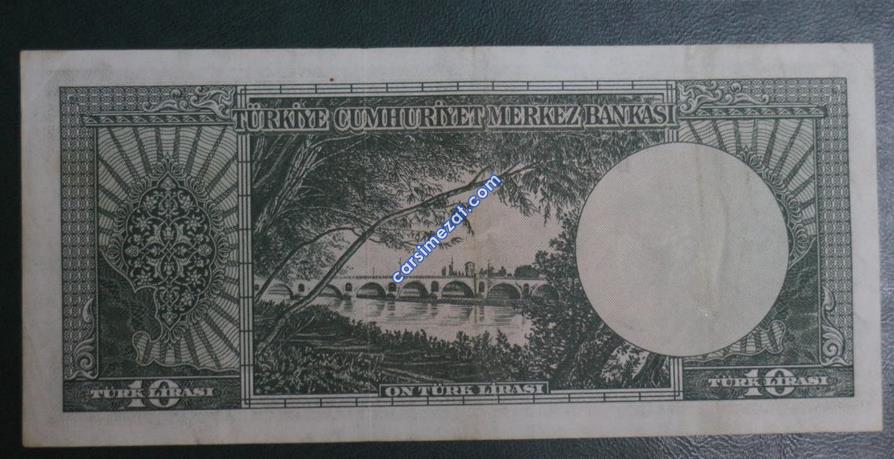 TÜRKİYE CUMHURİYET MERKEZ BANKASI
carsimezat.com
10
TÜRK LİRASI
ON TÜRK LİRASI
10
TÜRK LİRASI